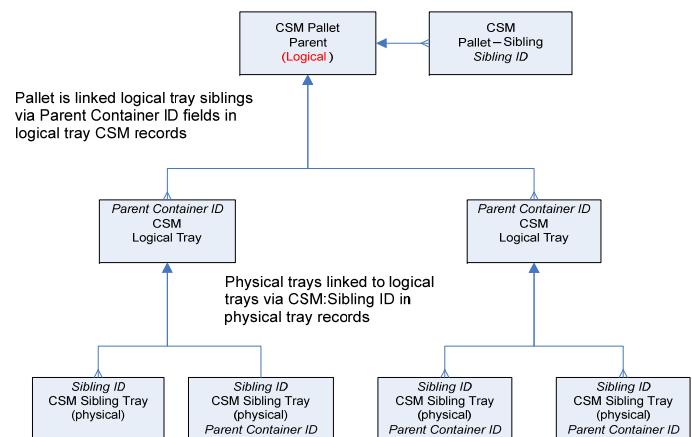 CSM Pallet
Parent
(Logical)
CSM
Pallet–Sibling
Sibling ID
Pallet is linked logical tray siblings
via Parent Container ID fields in
logical tray CSM records
Parent Container ID
CSM
Logical Tray
Parent Container ID
CSM
Logical Tray
Physical trays linked to logical
trays via CSM:Sibling ID in
physical tray records
Sibling ID
CSM Sibling Tray
(physical)
Sibling ID
CSM Sibling Tray
(physical)
Parent Container ID
Sibling ID
CSM Sibling Tray
(physical)
Parent Container ID
Sibling ID
CSM Sibling Tray
(physical)
Parent Container ID